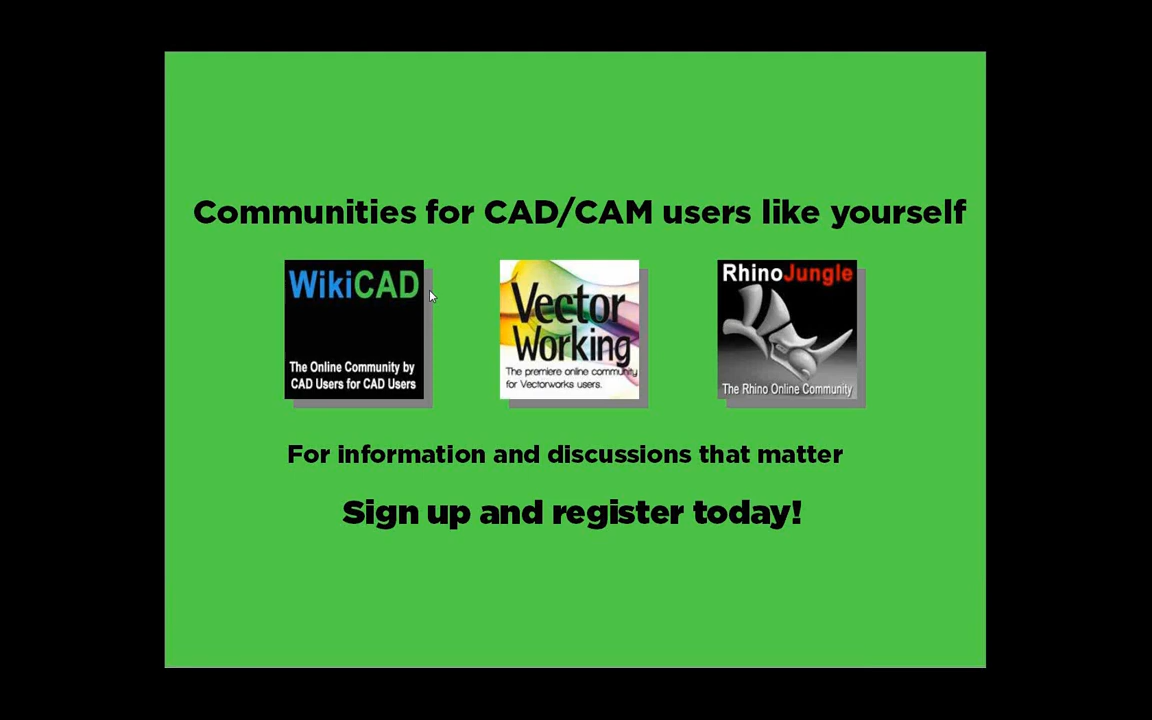 Communities for CAD/CAM users like yourself
WikiCAD
The Online Community by
CAD Users for CAD Users
Vector
Working
The premiere online community
for Vectorworks users.
RhinoJungle
The Rhino Online Community
For information and discussions that matter
Sign up and register today!